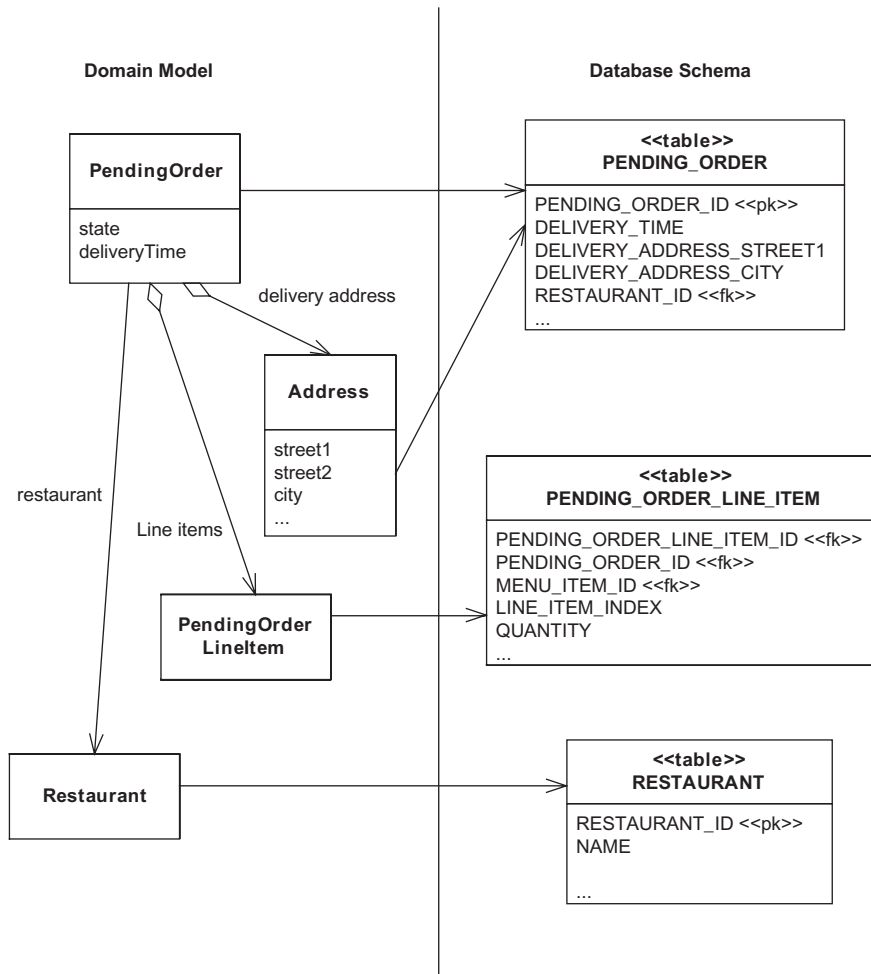 Domain Model
Database Schema
PendingOrder
state
deliveryTime
<<table>>
PENDING_ORDER
PENDING_ORDER_ID <<pk>>
DELIVERY_TIME
DELIVERY_ADDRESS_STREET1
DELIVERY_ADDRESS_CITY
RESTAURANT_ID <<fk>>
...
delivery address
Address
street1
street2
city
...
restaurant
Line items
<<table>>
PENDING_ORDER_LINE_ITEM
PENDING_ORDER_LINE_ITEM_ID <<fk>>
PENDING_ORDER_ID <<fk>>
MENU_ITEM_ID <<fk>>
LINE_ITEM_INDEX
QUANTITY
...
PendingOrder
LineItem
Restaurant
<<table>>
RESTAURANT
RESTAURANT_ID <<pk>>
NAME
...